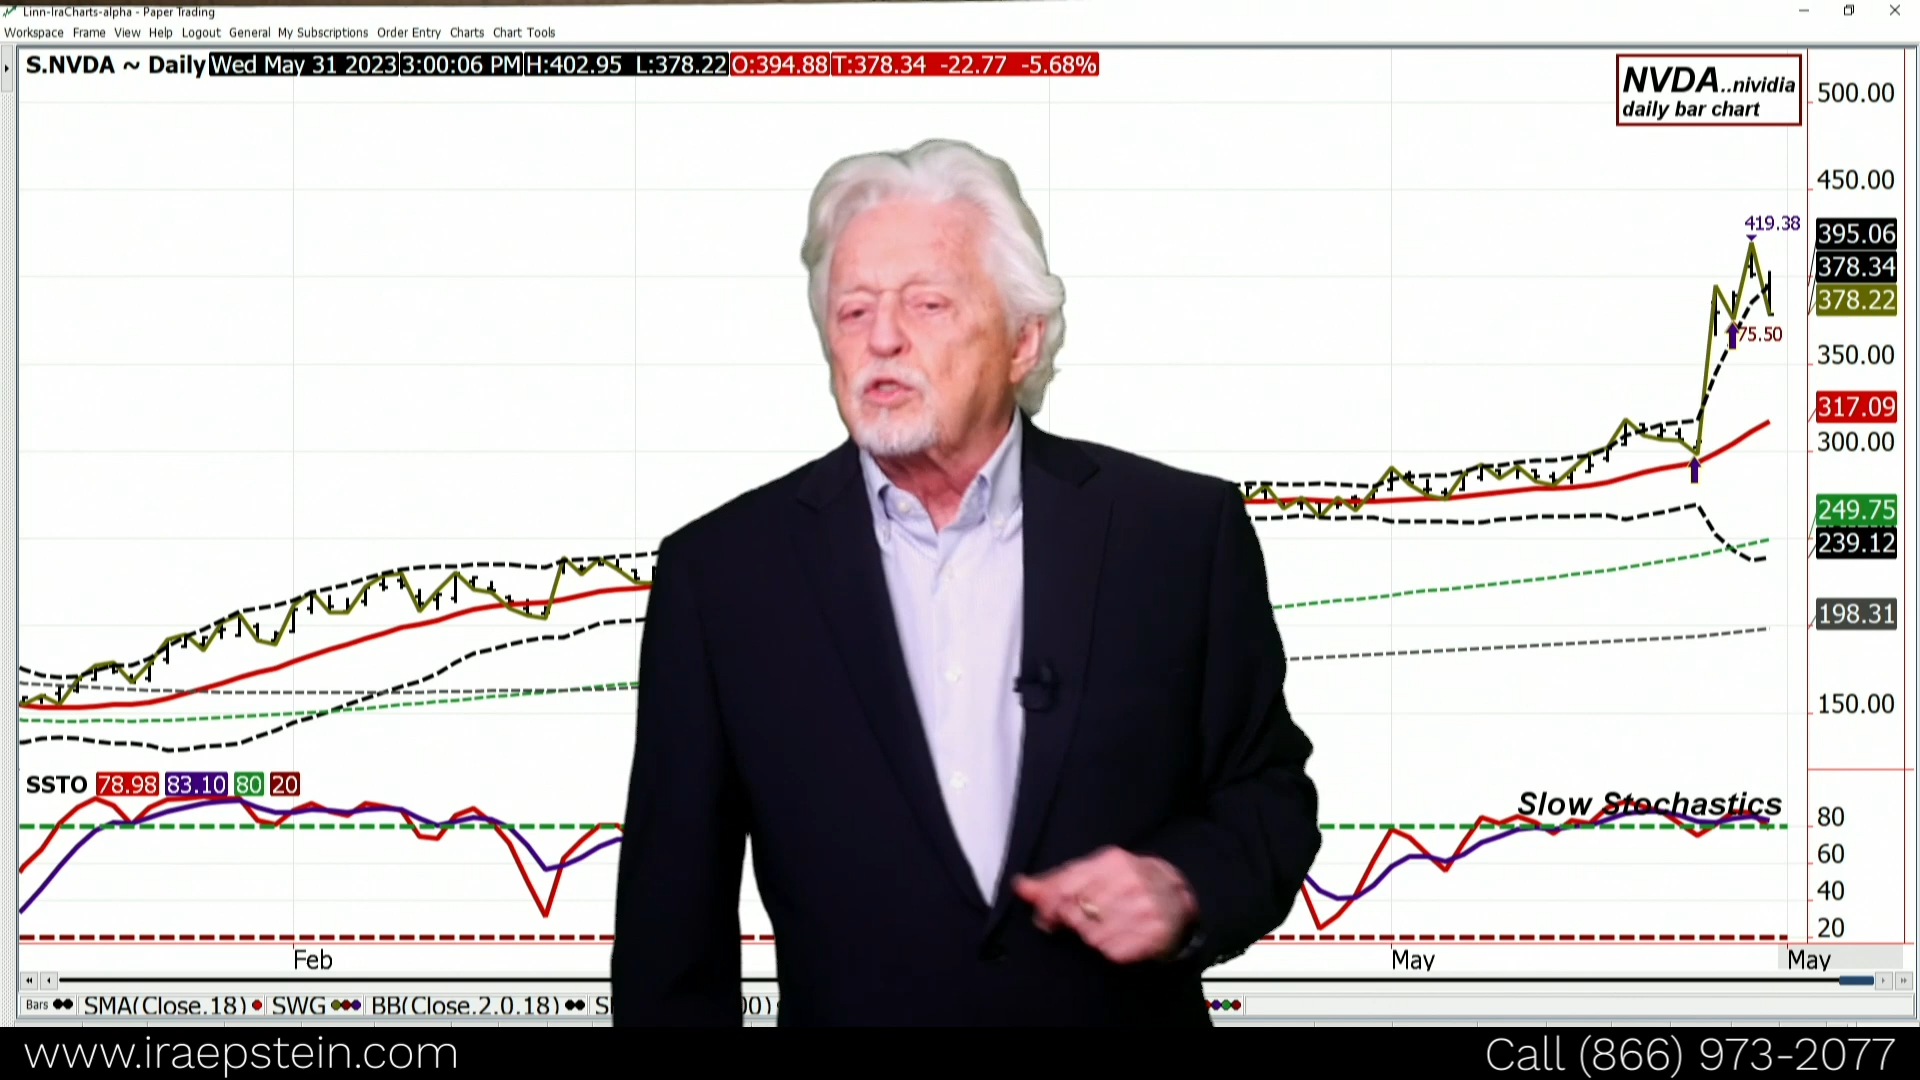 Linn-IraCharts-alpha - Paper Trading
Workspace Frame View Help Logout General My Subscriptions Order Entry Charts Chart Tools
S.NVDA ~ Daily Wed May 31 2023 3:00:06 PM H:402.95 L:378.22 O:394.88 T:378.34 -22.77 -5.68%
NVDA..nividia
daily bar chart
500.00
450.00
419.38
395.06
378.34
378.22
75.50
350.00
317.09
300.00
249.75
239.12
198.31
150.00
SSTO 78.98 83.10 80 20
Slow Stochastics
80
60
40
20
Feb May May
Bars SMA(Close,18) SWG BB(Close,2.0,18)
www.iraepstein.com Call (866) 973-2077